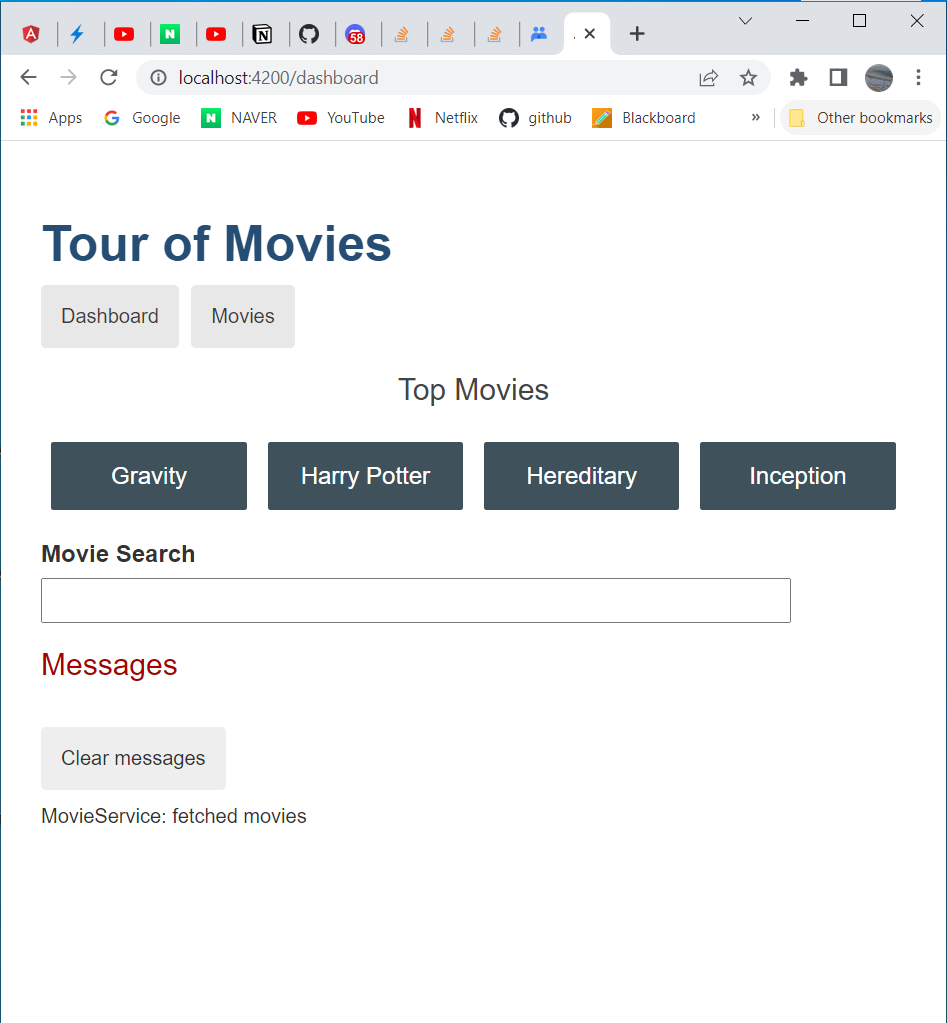 58
localhost:4200/dashboard
Apps Google NAVER YouTube Netflix github Blackboard » Other bookmarks
Tour of Movies
Dashboard Movies
Top Movies
Gravity Harry Potter Hereditary Inception
Movie Search
Messages
Clear messages
MovieService: fetched movies